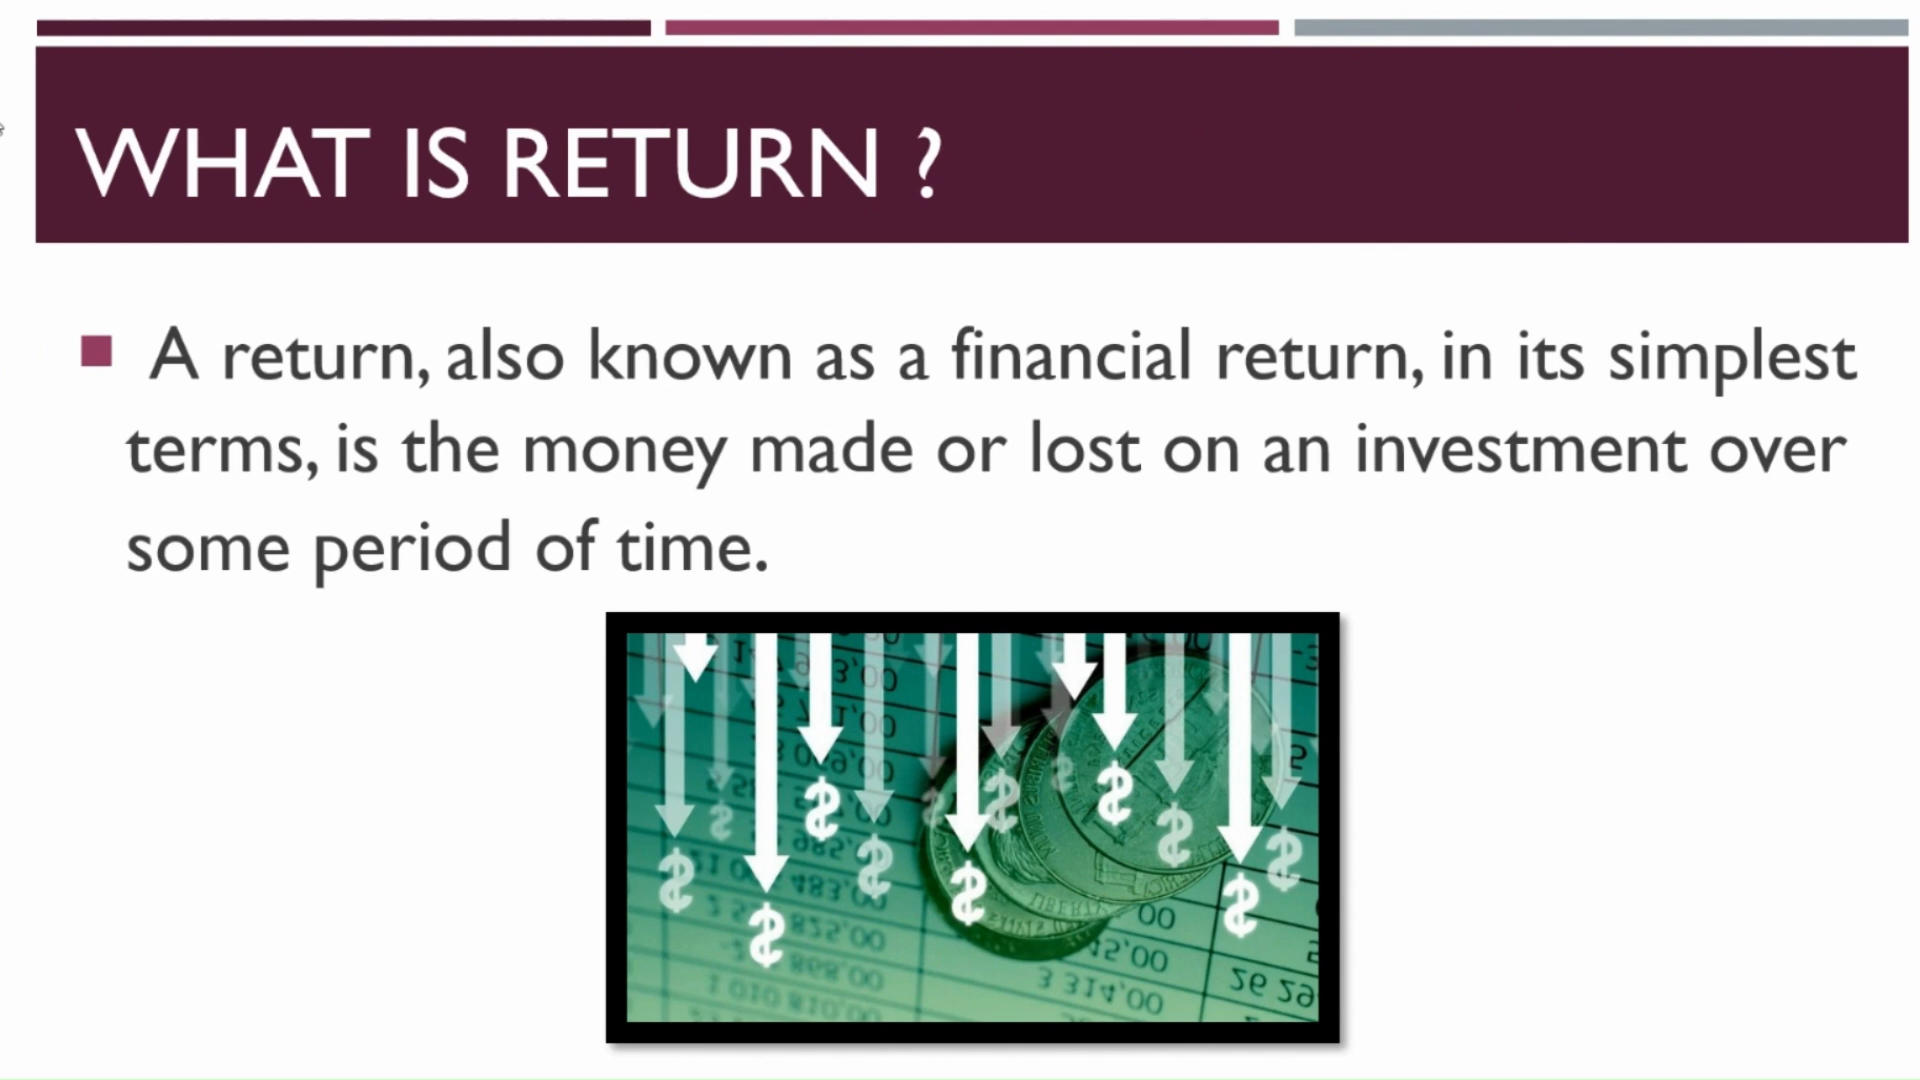 WHAT IS RETURN ?
A return, also known as a financial return, in its simplest
terms, is the money made or lost on an investment over
some period of time.